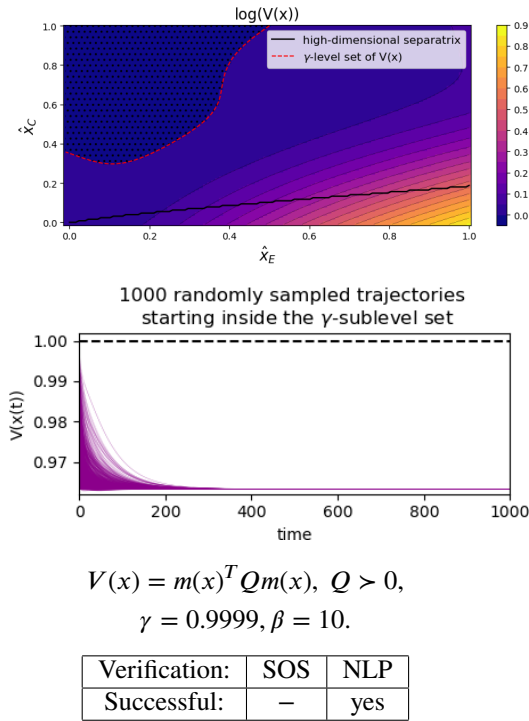 log(V(x))
high-dimensional separatrix
γ-level set of V(x)
1.0
0.8
0.6
0.4
0.2
0.0
x̂_C
0.0 0.2 0.4 0.6 0.8 1.0
x̂_E
0.9
0.8
0.7
0.6
0.5
0.4
0.3
0.2
0.1
0.0
1000 randomly sampled trajectories
starting inside the γ-sublevel set
1.00
0.99
0.98
0.97
V(x(t))
0 200 400 600 800 1000
time
V(x) = m(x)^T Qm(x), Q ≻ 0,
γ = 0.9999, β = 10.
Verification: SOS NLP
Successful: – yes